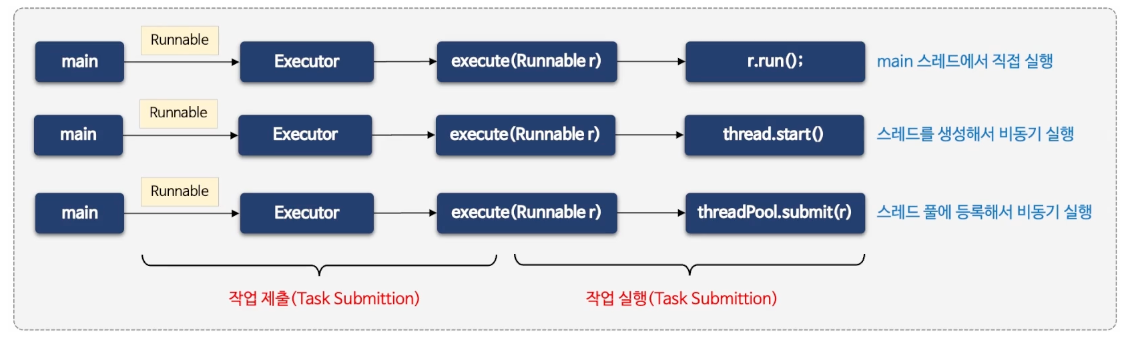 Runnable
main
Executor
execute(Runnable r)
r.run();
main 스레드에서 직접 실행
Runnable
main
Executor
execute(Runnable r)
thread.start()
스레드를 생성해서 비동기 실행
Runnable
main
Executor
execute(Runnable r)
threadPool.submit(r)
스레드 풀에 등록해서 비동기 실행
작업 제출(Task Submittion)
작업 실행(Task Submittion)